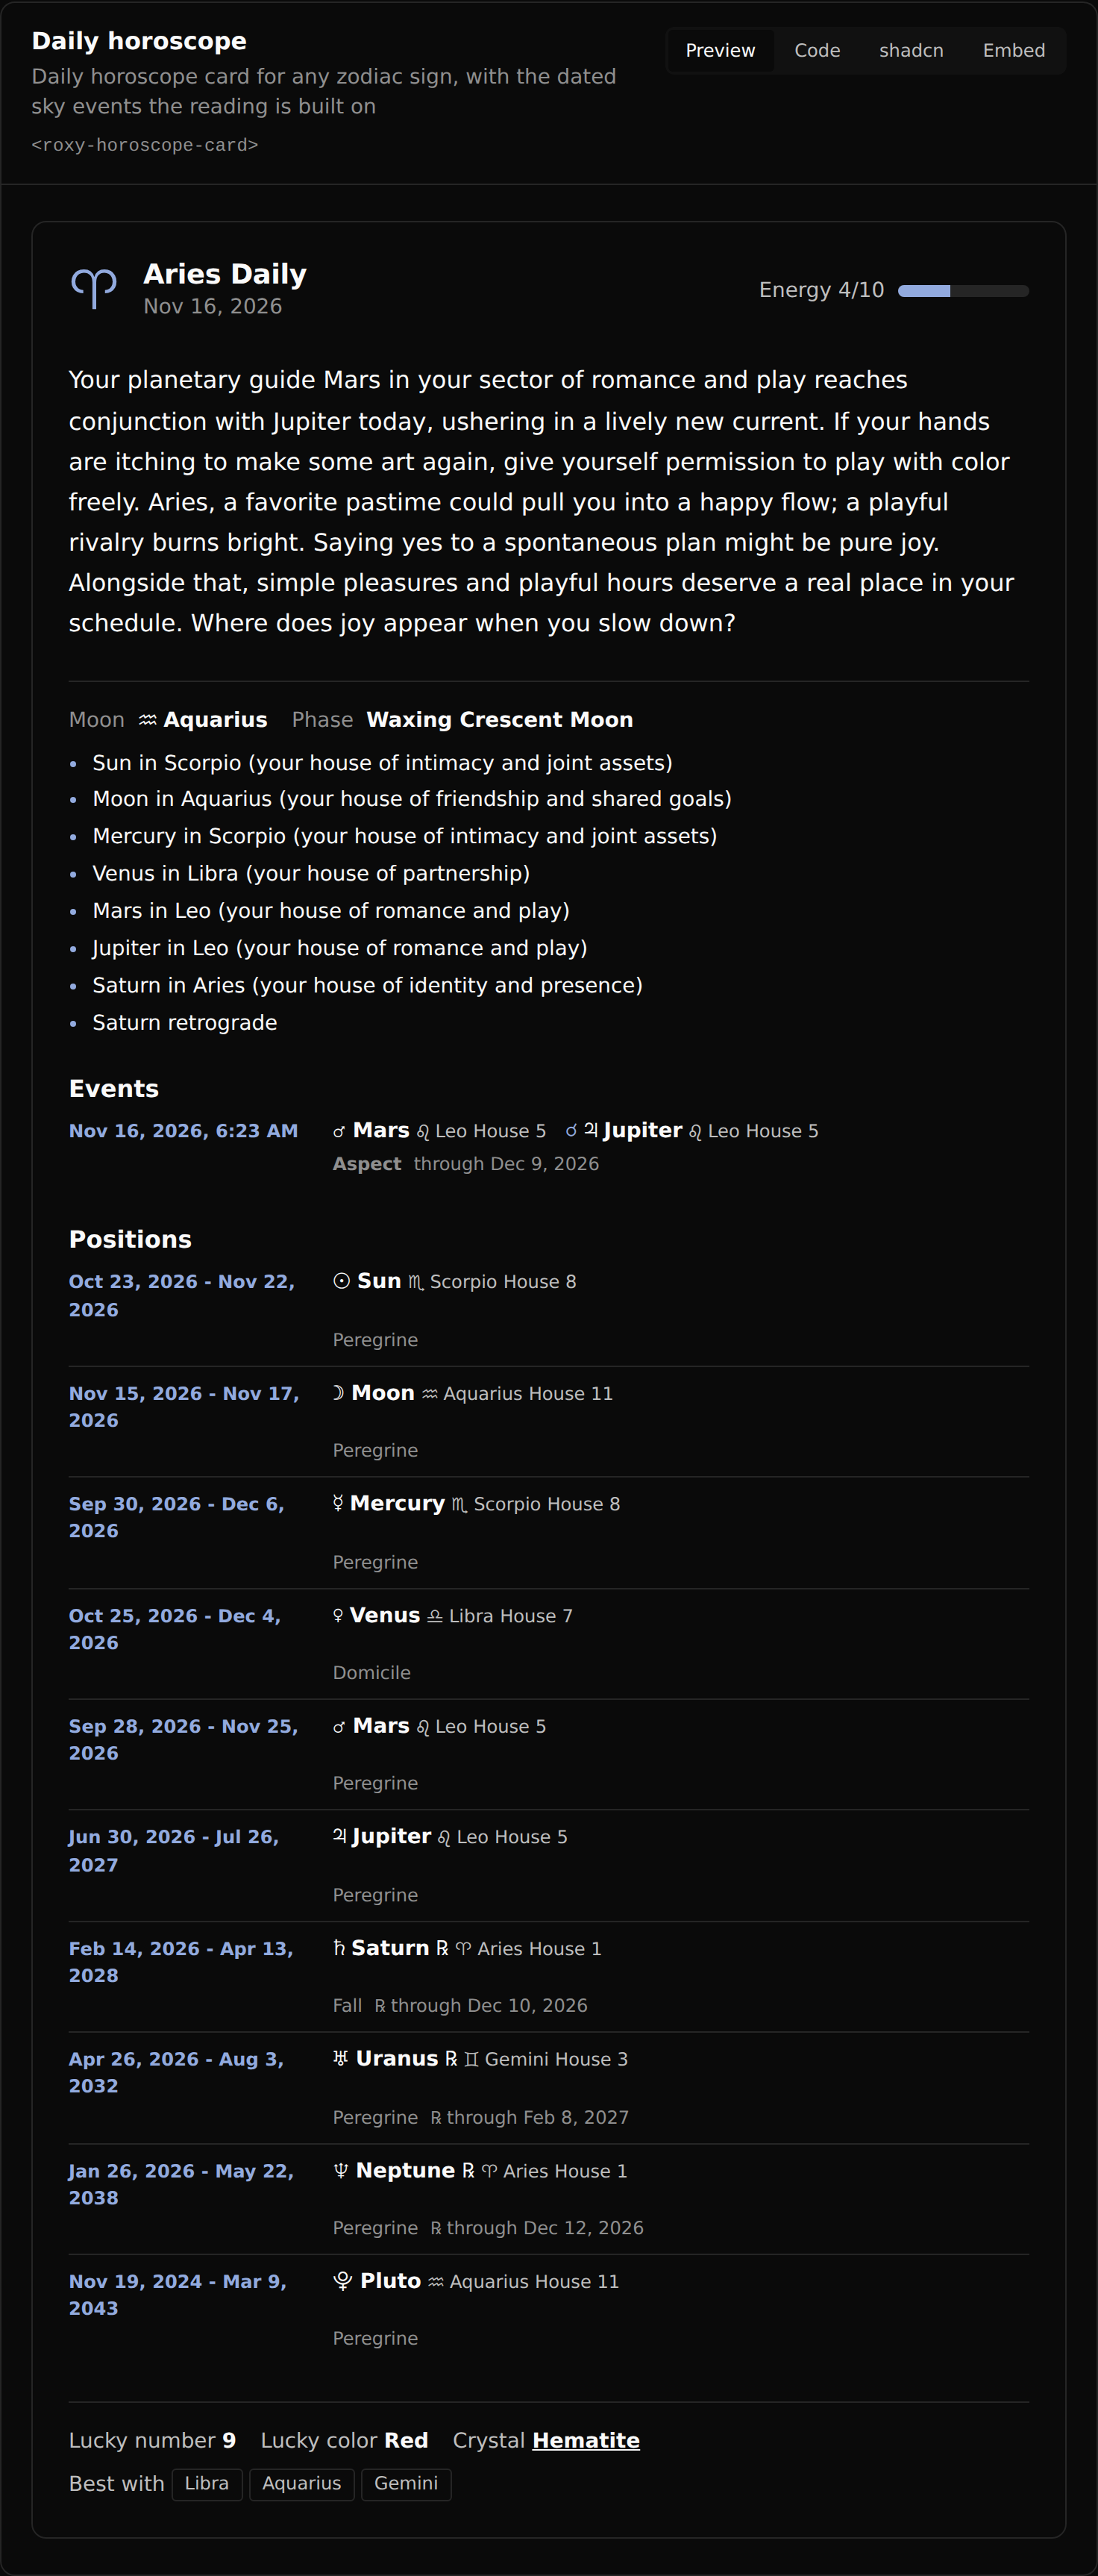 Daily horoscope
Preview Code shadcn Embed
Daily horoscope card for any zodiac sign, with the dated
sky events the reading is built on
<roxy-horoscope-card>
♈ Aries Daily
Nov 16, 2026
Energy 4/10
Your planetary guide Mars in your sector of romance and play reaches
conjunction with Jupiter today, ushering in a lively new current. If your hands
are itching to make some art again, give yourself permission to play with color
freely. Aries, a favorite pastime could pull you into a happy flow; a playful
rivalry burns bright. Saying yes to a spontaneous plan might be pure joy.
Alongside that, simple pleasures and playful hours deserve a real place in your
schedule. Where does joy appear when you slow down?
Moon ♒ Aquarius Phase Waxing Crescent Moon
• Sun in Scorpio (your house of intimacy and joint assets)
• Moon in Aquarius (your house of friendship and shared goals)
• Mercury in Scorpio (your house of intimacy and joint assets)
• Venus in Libra (your house of partnership)
• Mars in Leo (your house of romance and play)
• Jupiter in Leo (your house of romance and play)
• Saturn in Aries (your house of identity and presence)
• Saturn retrograde
Events
Nov 16, 2026, 6:23 AM ♂ Mars ♌ Leo House 5 ☌ ♃ Jupiter ♌ Leo House 5
Aspect through Dec 9, 2026
Positions
Oct 23, 2026 - Nov 22, ☉ Sun ♏ Scorpio House 8
2026
Peregrine
Nov 15, 2026 - Nov 17, ☽ Moon ♒ Aquarius House 11
2026
Peregrine
Sep 30, 2026 - Dec 6, ☿ Mercury ♏ Scorpio House 8
2026
Peregrine
Oct 25, 2026 - Dec 4, ♀ Venus ♎ Libra House 7
2026
Domicile
Sep 28, 2026 - Nov 25, ♂ Mars ♌ Leo House 5
2026
Peregrine
Jun 30, 2026 - Jul 26, ♃ Jupiter ♌ Leo House 5
2027
Peregrine
Feb 14, 2026 - Apr 13, ♄ Saturn ℞ ♈ Aries House 1
2028
Fall ℞ through Dec 10, 2026
Apr 26, 2026 - Aug 3, ♅ Uranus ℞ ♊ Gemini House 3
2032
Peregrine ℞ through Feb 8, 2027
Jan 26, 2026 - May 22, ♆ Neptune ℞ ♈ Aries House 1
2038
Peregrine ℞ through Dec 12, 2026
Nov 19, 2024 - Mar 9, ⯓ Pluto ♒ Aquarius House 11
2043
Peregrine
Lucky number 9 Lucky color Red Crystal Hematite
Best with Libra Aquarius Gemini